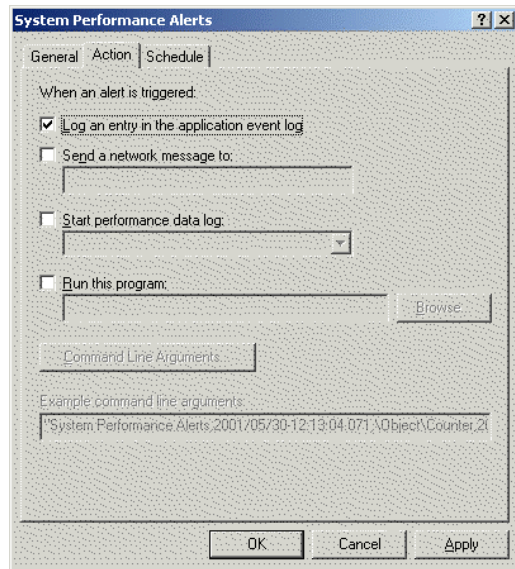 System Performance Alerts
General Action Schedule
When an alert is triggered:
Log an entry in the application event log
Send a network message to:
Start performance data log:
Run this program:
Browse...
Command Line Arguments...
Example command line arguments:
"System Performance Alerts,2001/05/30-12:13:04.071,\Object\Counter,20
OK Cancel Apply